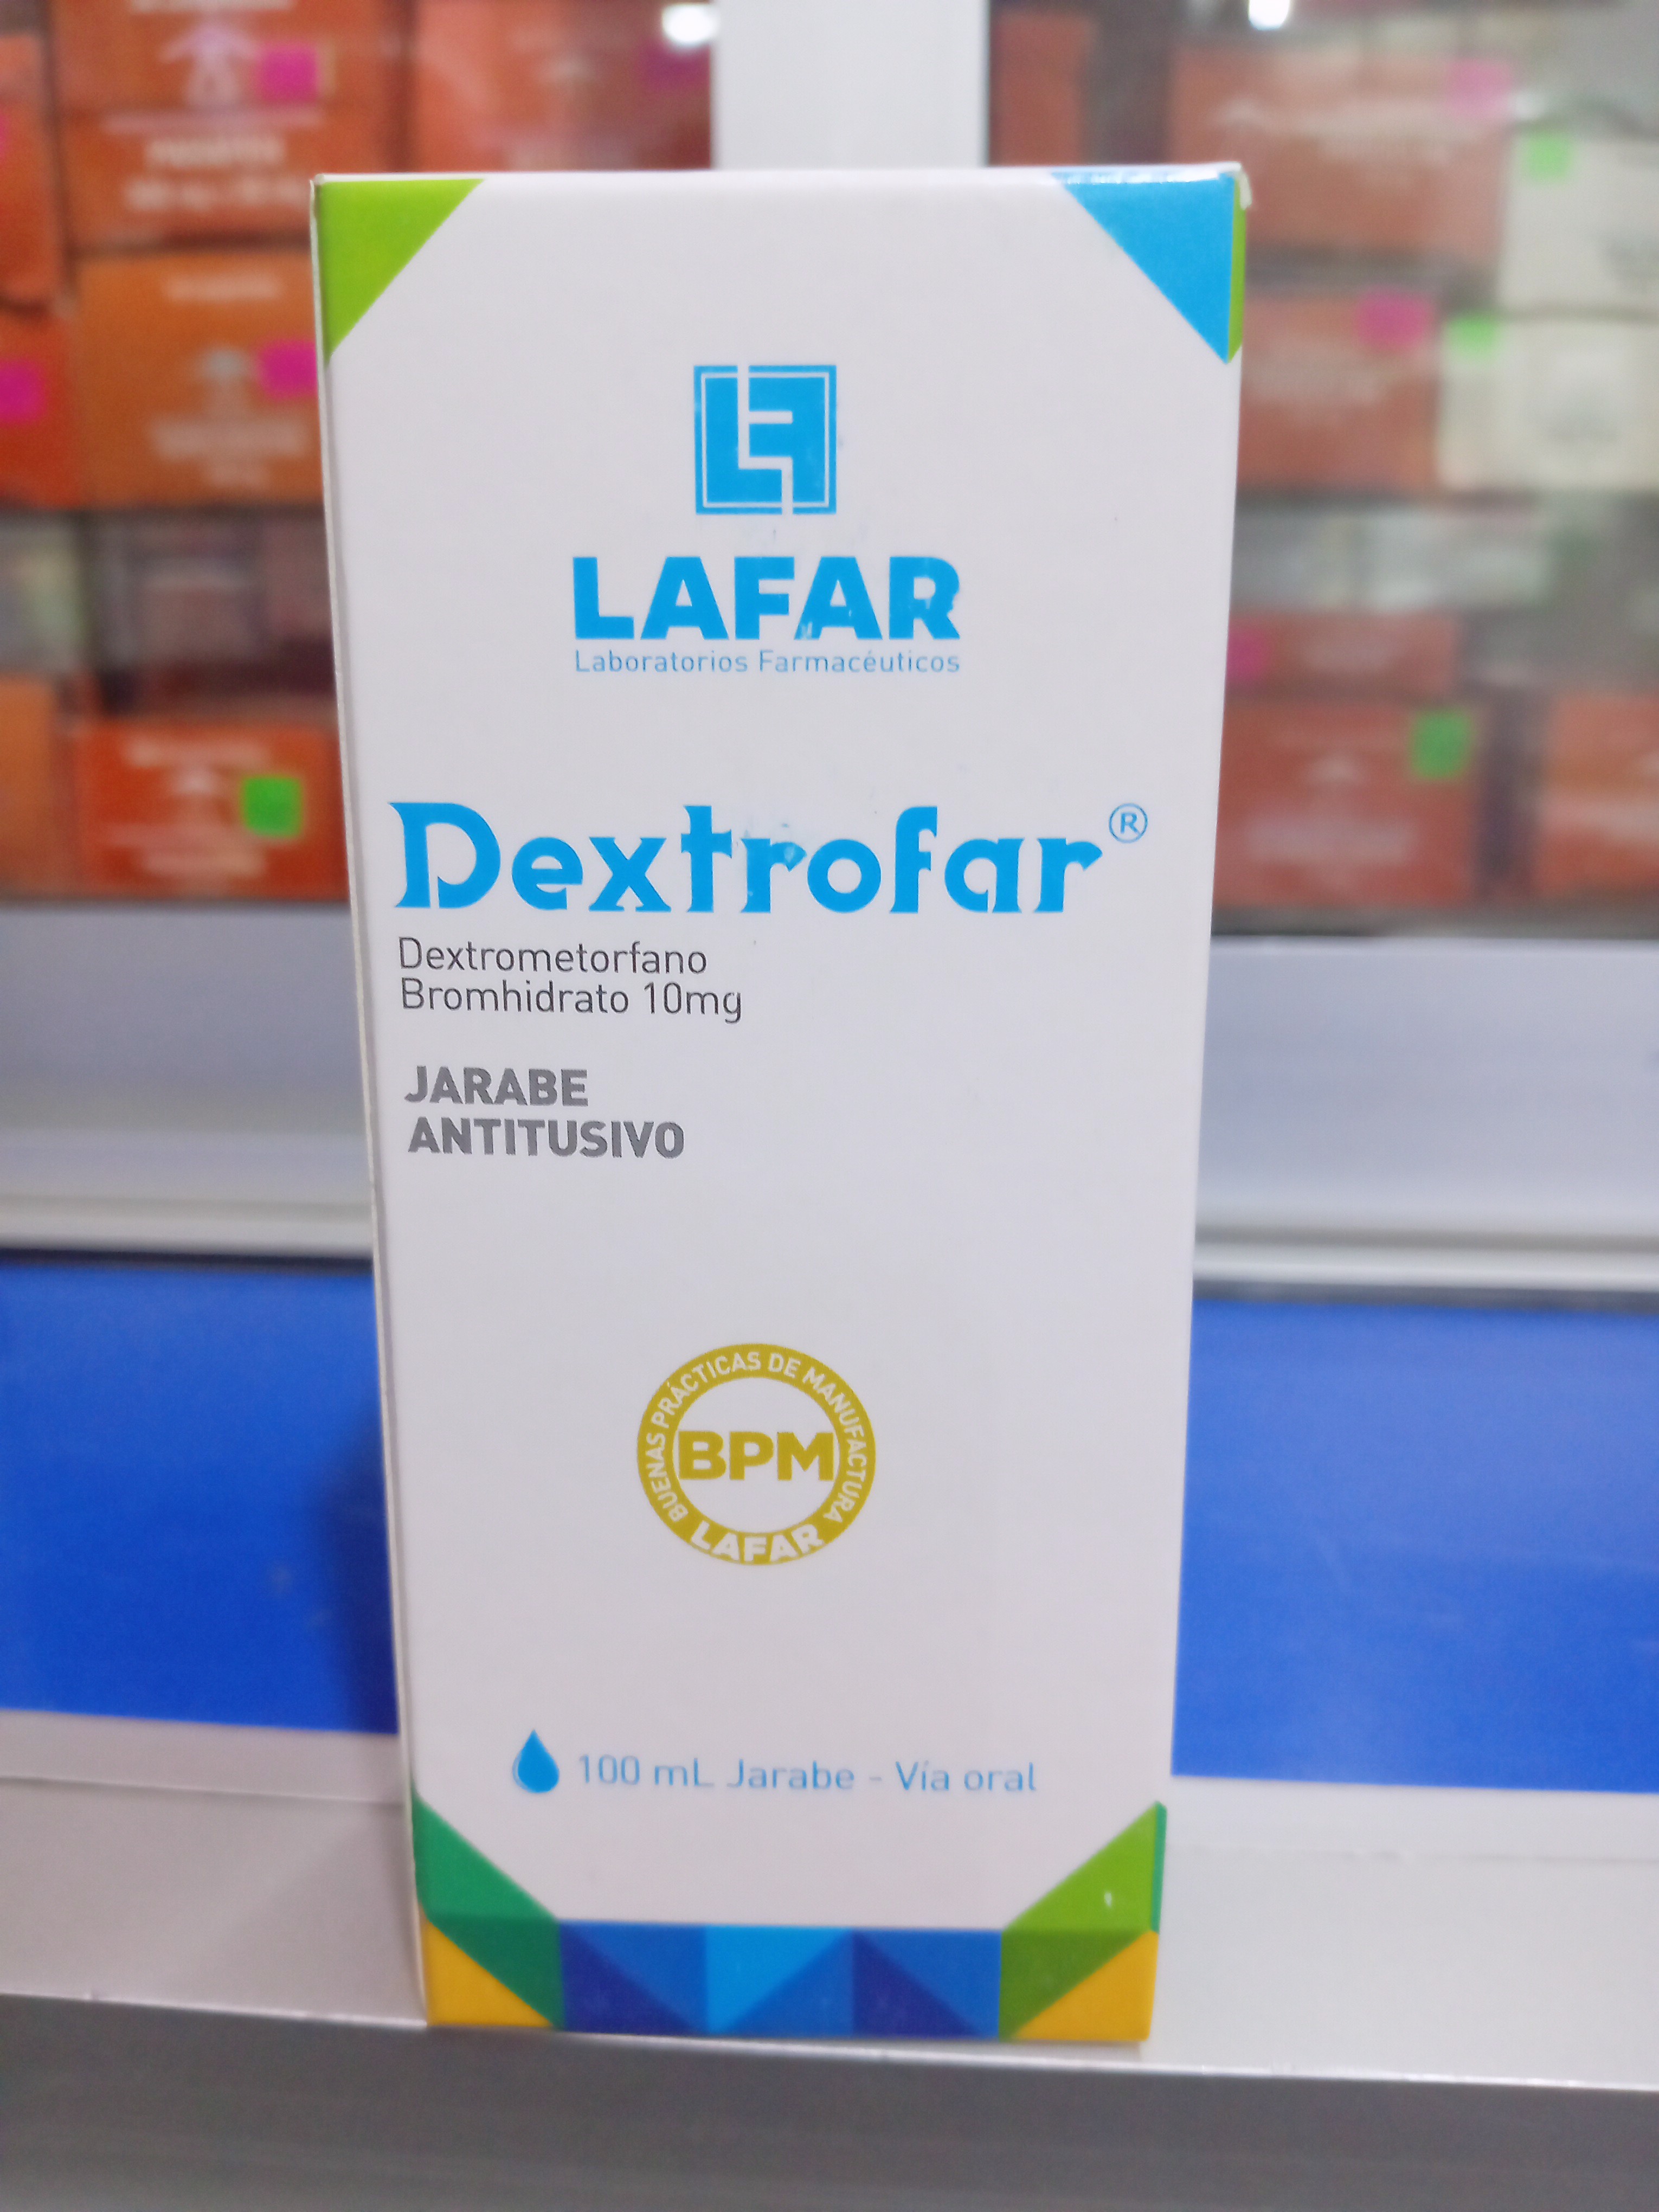 LF
LAFAR
Laboratorios Farmacéuticos
Dextrofar®
Dextrometorfano
Bromhidrato 10mg
JARABE
ANTITUSIVO
BUENAS PRÁCTICAS DE MANUFACTURA
BPM
LAFAR
100 mL Jarabe - Vía oral